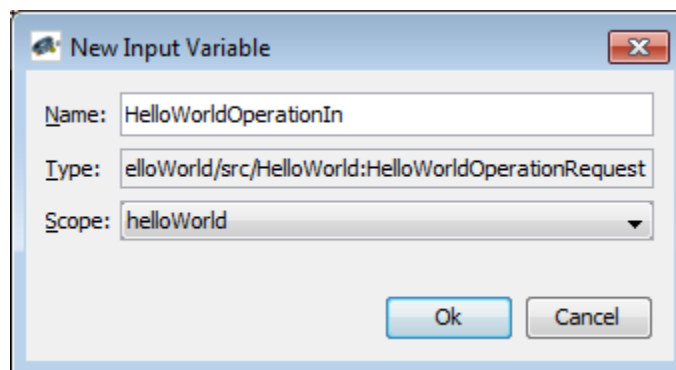 New Input Variable
Name: HelloWorldOperationIn
Type: elloWorld/src/HelloWorld:HelloWorldOperationRequest
Scope: helloWorld
Ok Cancel